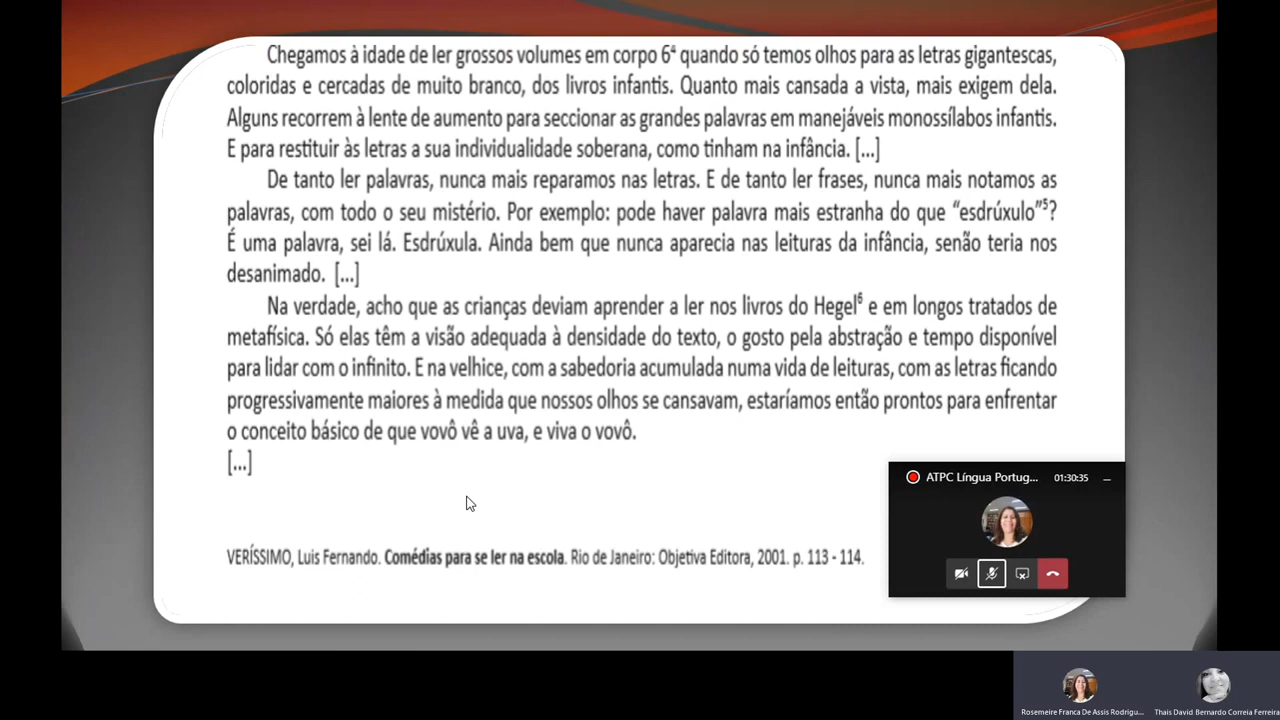 Chegamos à idade de ler grossos volumes em corpo 6⁴ quando só temos olhos para as letras gigantescas,
coloridas e cercadas de muito branco, dos livros infantis. Quanto mais cansada a vista, mais exigem dela.
Alguns recorrem à lente de aumento para seccionar as grandes palavras em manejáveis monossílabos infantis.
E para restituir às letras a sua individualidade soberana, como tinham na infância. [...]
De tanto ler palavras, nunca mais reparamos nas letras. E de tanto ler frases, nunca mais notamos as
palavras, com todo o seu mistério. Por exemplo: pode haver palavra mais estranha do que “esdrúxulo”⁵?
É uma palavra, sei lá. Esdrúxula. Ainda bem que nunca aparecia nas leituras da infância, senão teria nos
desanimado. [...]
Na verdade, acho que as crianças deviam aprender a ler nos livros do Hegel⁶ e em longos tratados de
metafísica. Só elas têm a visão adequada à densidade do texto, o gosto pela abstração e tempo disponível
para lidar com o infinito. E na velhice, com a sabedoria acumulada numa vida de leituras, com as letras ficando
progressivamente maiores à medida que nossos olhos se cansavam, estaríamos então prontos para enfrentar
o conceito básico de que vovô vê a uva, e viva o vovô.
[...]
VERÍSSIMO, Luis Fernando. Comédias para se ler na escola. Rio de Janeiro: Objetiva Editora, 2001. p. 113 - 114.
ATPC Língua Portug... 01:30:35
Rosemeire Franca De Assis Rodrigu...
Thais David Bernardo Correia Ferreira